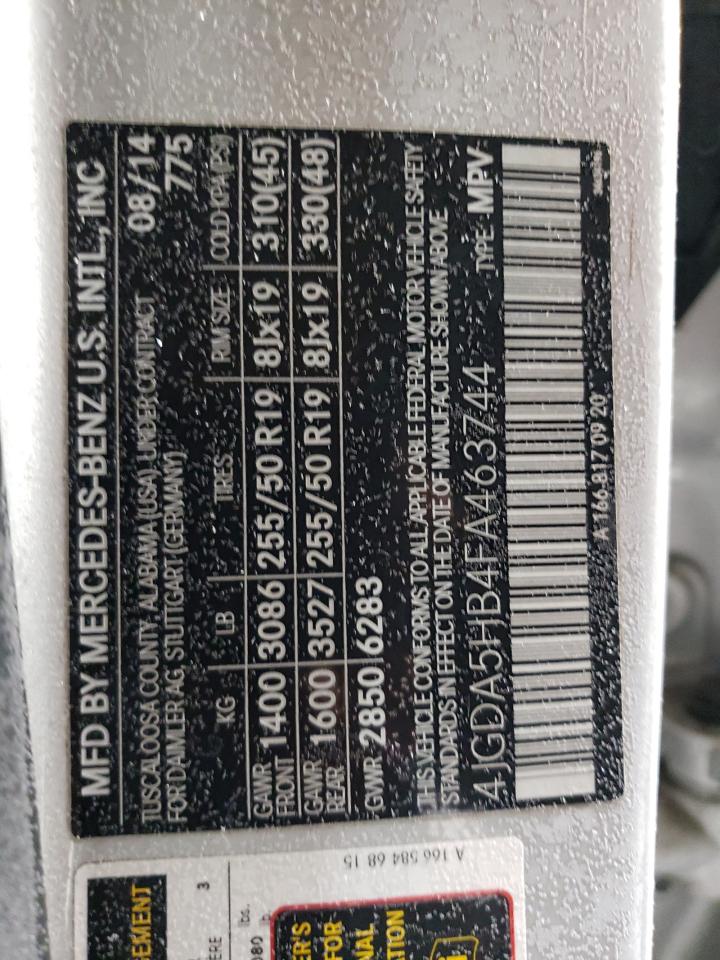 MFD BY MERCEDES-BENZ U.S. INTL., INC
TUSCALOOSA COUNTY, ALABAMA (USA), UNDER CONTRACT 08/14
FOR DAIMLER AG, STUTTGART (GERMANY) 775
KG LB TIRES RIM SIZE COLD KPA(PSI)
GAWR FRONT 1400 3086 255/50 R19 8Jx19 310(45)
GAWR REAR 1600 3527 255/50 R19 8Jx19 330(48)
GVWR 2850 6283
THIS VEHICLE CONFORMS TO ALL APPLICABLE FEDERAL MOTOR VEHICLE SAFETY
STANDARDS IN EFFECT ON THE DATE OF MANUFACTURE SHOWN ABOVE
4JGDA5HB4FA463744 TYPE: MPV
A 166 817 09 20
A 166 584 68 15
3
lbs.